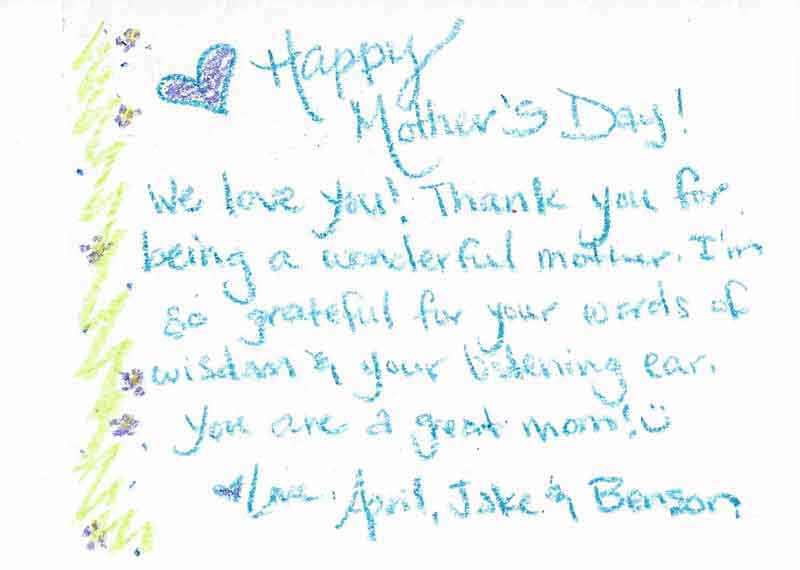 Happy
Mother's Day!
We love you! Thank you for
being a wonderful mother. I'm
so grateful for your words of
wisdom & your listening ear.
You are a great mom! :)
Love, April, Jake & Benson